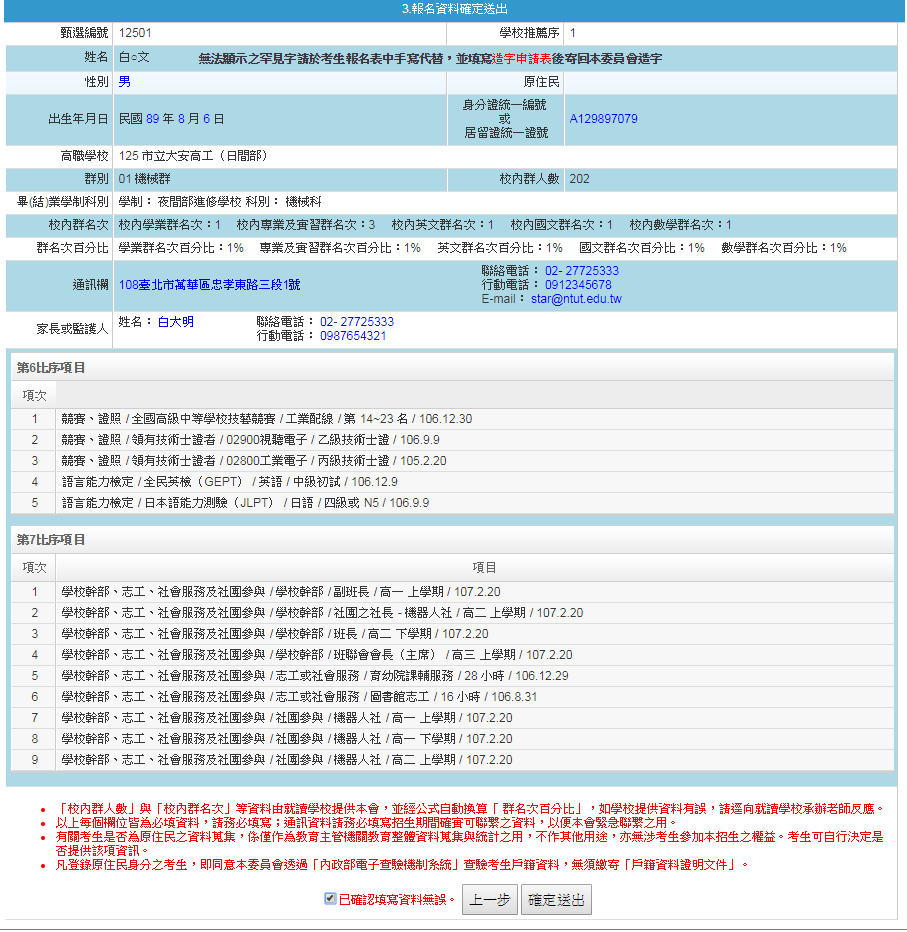 3.報名資料確定送出
甄選編號 12501 學校推薦序 1
姓名 白○文 無法顯示之罕見字請於考生報名表中手寫代替，並填寫造字申請表後寄回本委員會造字
性別 男 原住民
出生年月日 民國 89 年 8 月 6 日 身分證統一編號
或
居留證統一證號 A129897079
高職學校 125 市立大安高工（日間部）
群別 01 機械群 校內群人數 202
畢(結)業學制科別 學制： 夜間部進修學校 科別： 機械科
校內群名次 校內學業群名次：1 校內專業及實習群名次：3 校內英文群名次：1 校內國文群名次：1 校內數學群名次：1
群名次百分比 學業群名次百分比：1% 專業及實習群名次百分比：1% 英文群名次百分比：1% 國文群名次百分比：1% 數學群名次百分比：1%
通訊欄 108臺北市萬華區忠孝東路三段1號 聯絡電話： 02- 27725333
行動電話： 0912345678
E-mail： star@ntut.edu.tw
家長或監護人 姓名： 白大明 聯絡電話： 02- 27725333
行動電話： 0987654321
第6比序項目
項次
1 競賽、證照 / 全國高級中等學校技藝競賽 / 工業配線 / 第 14~23 名 / 106.12.30
2 競賽、證照 / 領有技術士證者 / 02900視聽電子 / 乙級技術士證 / 106.9.9
3 競賽、證照 / 領有技術士證者 / 02800工業電子 / 丙級技術士證 / 105.2.20
4 語言能力檢定 / 全民英檢（GEPT） / 英語 / 中級初試 / 106.12.9
5 語言能力檢定 / 日本語能力測驗（JLPT） / 日語 / 四級或 N5 / 106.9.9
第7比序項目
項次 項目
1 學校幹部、志工、社會服務及社團參與 / 學校幹部 / 副班長 / 高一 上學期 / 107.2.20
2 學校幹部、志工、社會服務及社團參與 / 學校幹部 / 社團之社長 - 機器人社 / 高二 上學期 / 107.2.20
3 學校幹部、志工、社會服務及社團參與 / 學校幹部 / 班長 / 高二 下學期 / 107.2.20
4 學校幹部、志工、社會服務及社團參與 / 學校幹部 / 班聯會會長（主席） / 高三 上學期 / 107.2.20
5 學校幹部、志工、社會服務及社團參與 / 志工或社會服務 / 育幼院課輔服務 / 28 小時 / 106.12.29
6 學校幹部、志工、社會服務及社團參與 / 志工或社會服務 / 圖書館志工 / 16 小時 / 106.8.31
7 學校幹部、志工、社會服務及社團參與 / 社團參與 / 機器人社 / 高一 上學期 / 107.2.20
8 學校幹部、志工、社會服務及社團參與 / 社團參與 / 機器人社 / 高一 下學期 / 107.2.20
9 學校幹部、志工、社會服務及社團參與 / 社團參與 / 機器人社 / 高二 上學期 / 107.2.20
• 「校內群人數」與「校內群名次」等資料由就讀學校提供本會，並經公式自動換算「 群名次百分比」，如學校提供資料有誤，請逕向就讀學校承辦老師反應。
• 以上每個欄位皆為必填資料，請務必填寫；通訊資料請務必填寫招生期間確實可聯繫之資料，以便本會緊急聯繫之用。
• 有關考生是否為原住民之資料蒐集，係僅作為教育主管機關教育整體資料蒐集與統計之用，不作其他用途，亦無涉考生參加本招生之權益。考生可自行決定是
否提供該項資訊。
• 凡登錄原住民身分之考生，即同意本委員會透過「內政部電子查驗機制系統」查驗考生戶籍資料，無須繳寄「戶籍資料證明文件」。
已確認填寫資料無誤。 上一步 確定送出